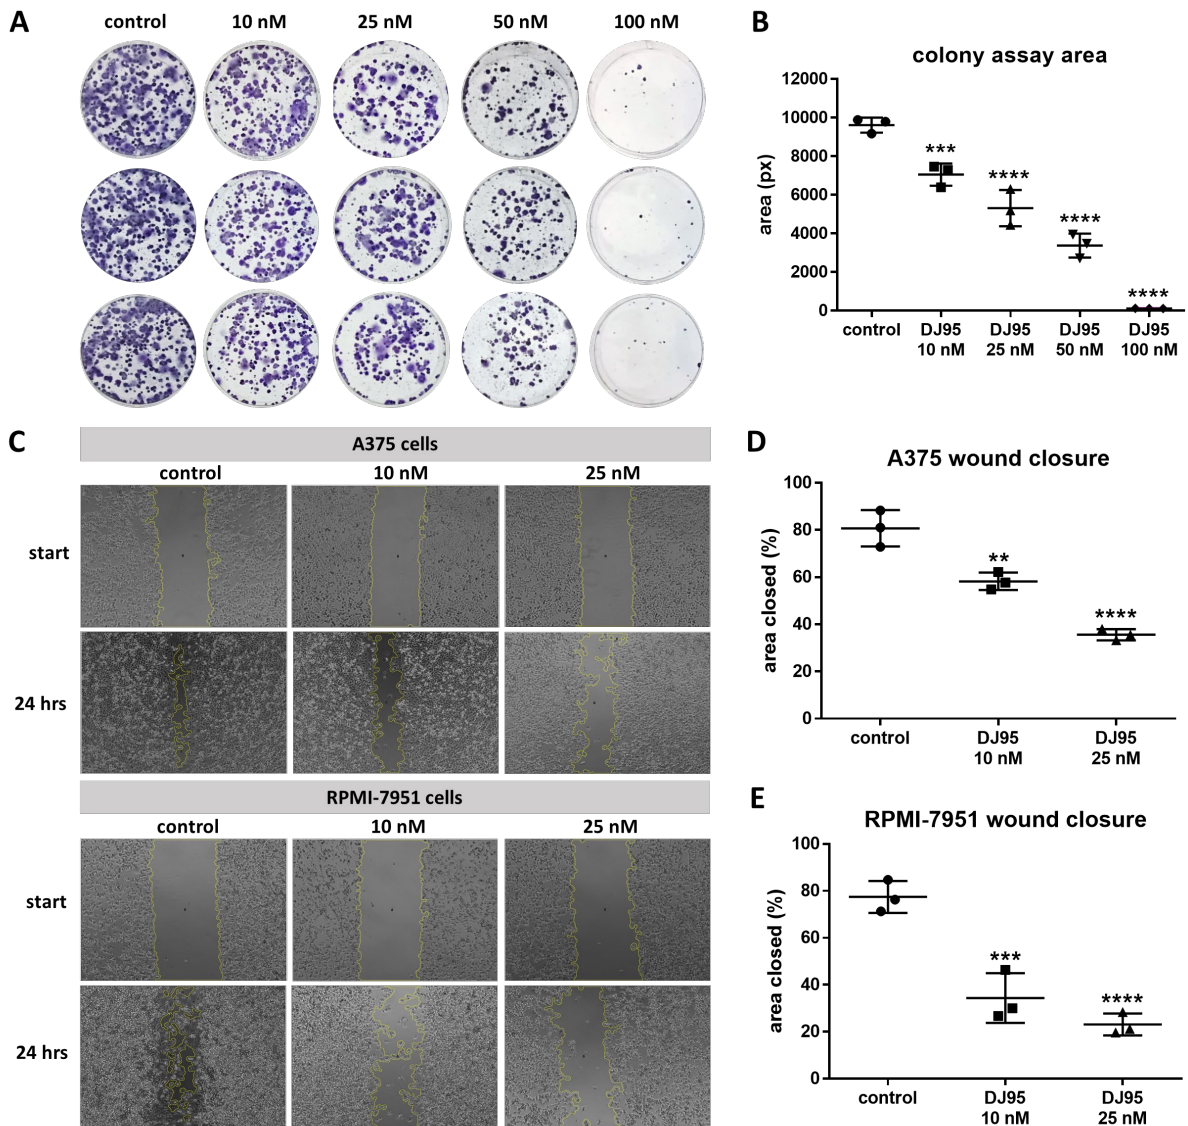 A
control 10 nM 25 nM 50 nM 100 nM
B
colony assay area
area (px)
12000
10000
8000
6000
4000
2000
0
***
****
****
****
control
DJ95
10 nM
DJ95
25 nM
DJ95
50 nM
DJ95
100 nM
C
A375 cells
control 10 nM 25 nM
start
24 hrs
RPMI-7951 cells
control 10 nM 25 nM
start
24 hrs
D
A375 wound closure
area closed (%)
100
80
60
40
20
0
**
****
control
DJ95
10 nM
DJ95
25 nM
E
RPMI-7951 wound closure
area closed (%)
100
80
60
40
20
0
***
****
control
DJ95
10 nM
DJ95
25 nM